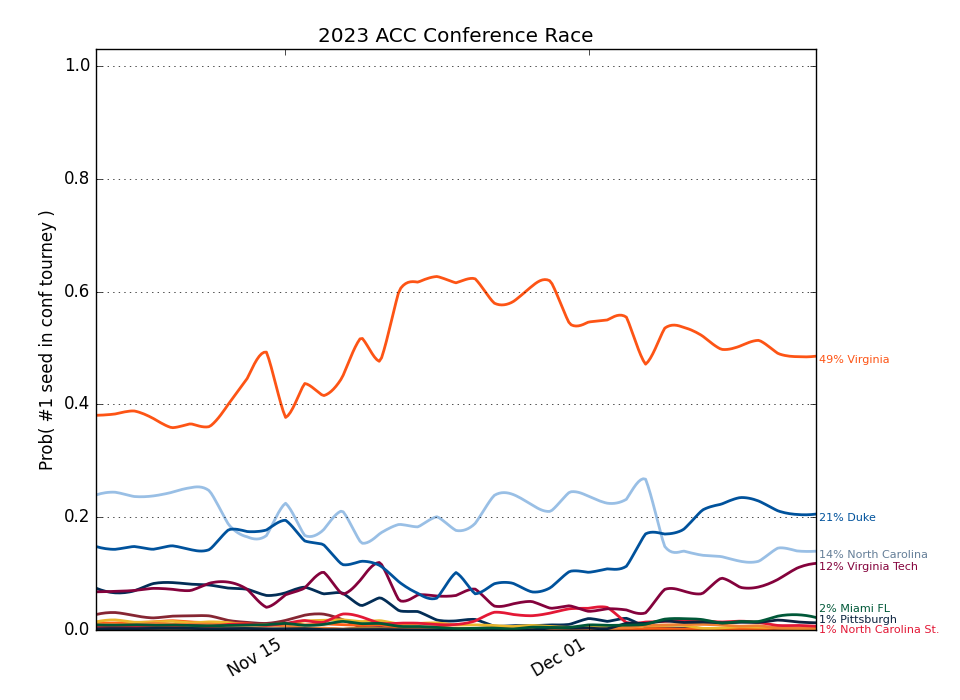 2023 ACC Conference Race
Prob( #1 seed in conf tourney )
1.0
0.8
0.6
0.4
0.2
0.0
Nov 15
Dec 01
49% Virginia
21% Duke
14% North Carolina
12% Virginia Tech
2% Miami FL
1% Pittsburgh
1% North Carolina St.